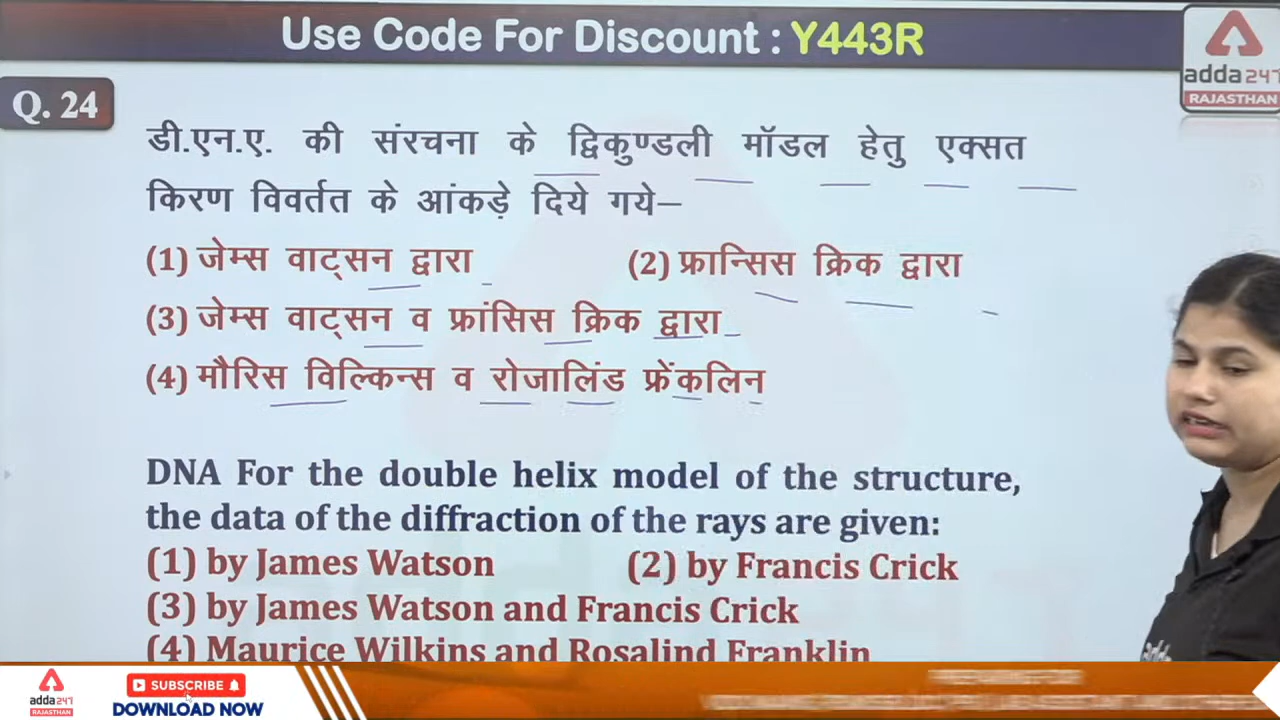 Use Code For Discount : Y443R
adda247
RAJASTHAN
Q. 24
डी.एन.ए. की संरचना के द्विकुण्डली मॉडल हेतु एक्सत
किरण विवर्तत के आंकड़े दिये गये–
(1) जेम्स वाट्सन द्वारा (2) फ्रान्सिस क्रिक द्वारा
(3) जेम्स वाट्सन व फ्रांसिस क्रिक द्वारा
(4) मौरिस विल्किन्स व रोजालिंड फ्रेंकलिन
DNA For the double helix model of the structure,
the data of the diffraction of the rays are given:
(1) by James Watson (2) by Francis Crick
(3) by James Watson and Francis Crick
(4) Maurice Wilkins and Rosalind Franklin
adda247
RAJASTHAN
SUBSCRIBE
DOWNLOAD NOW